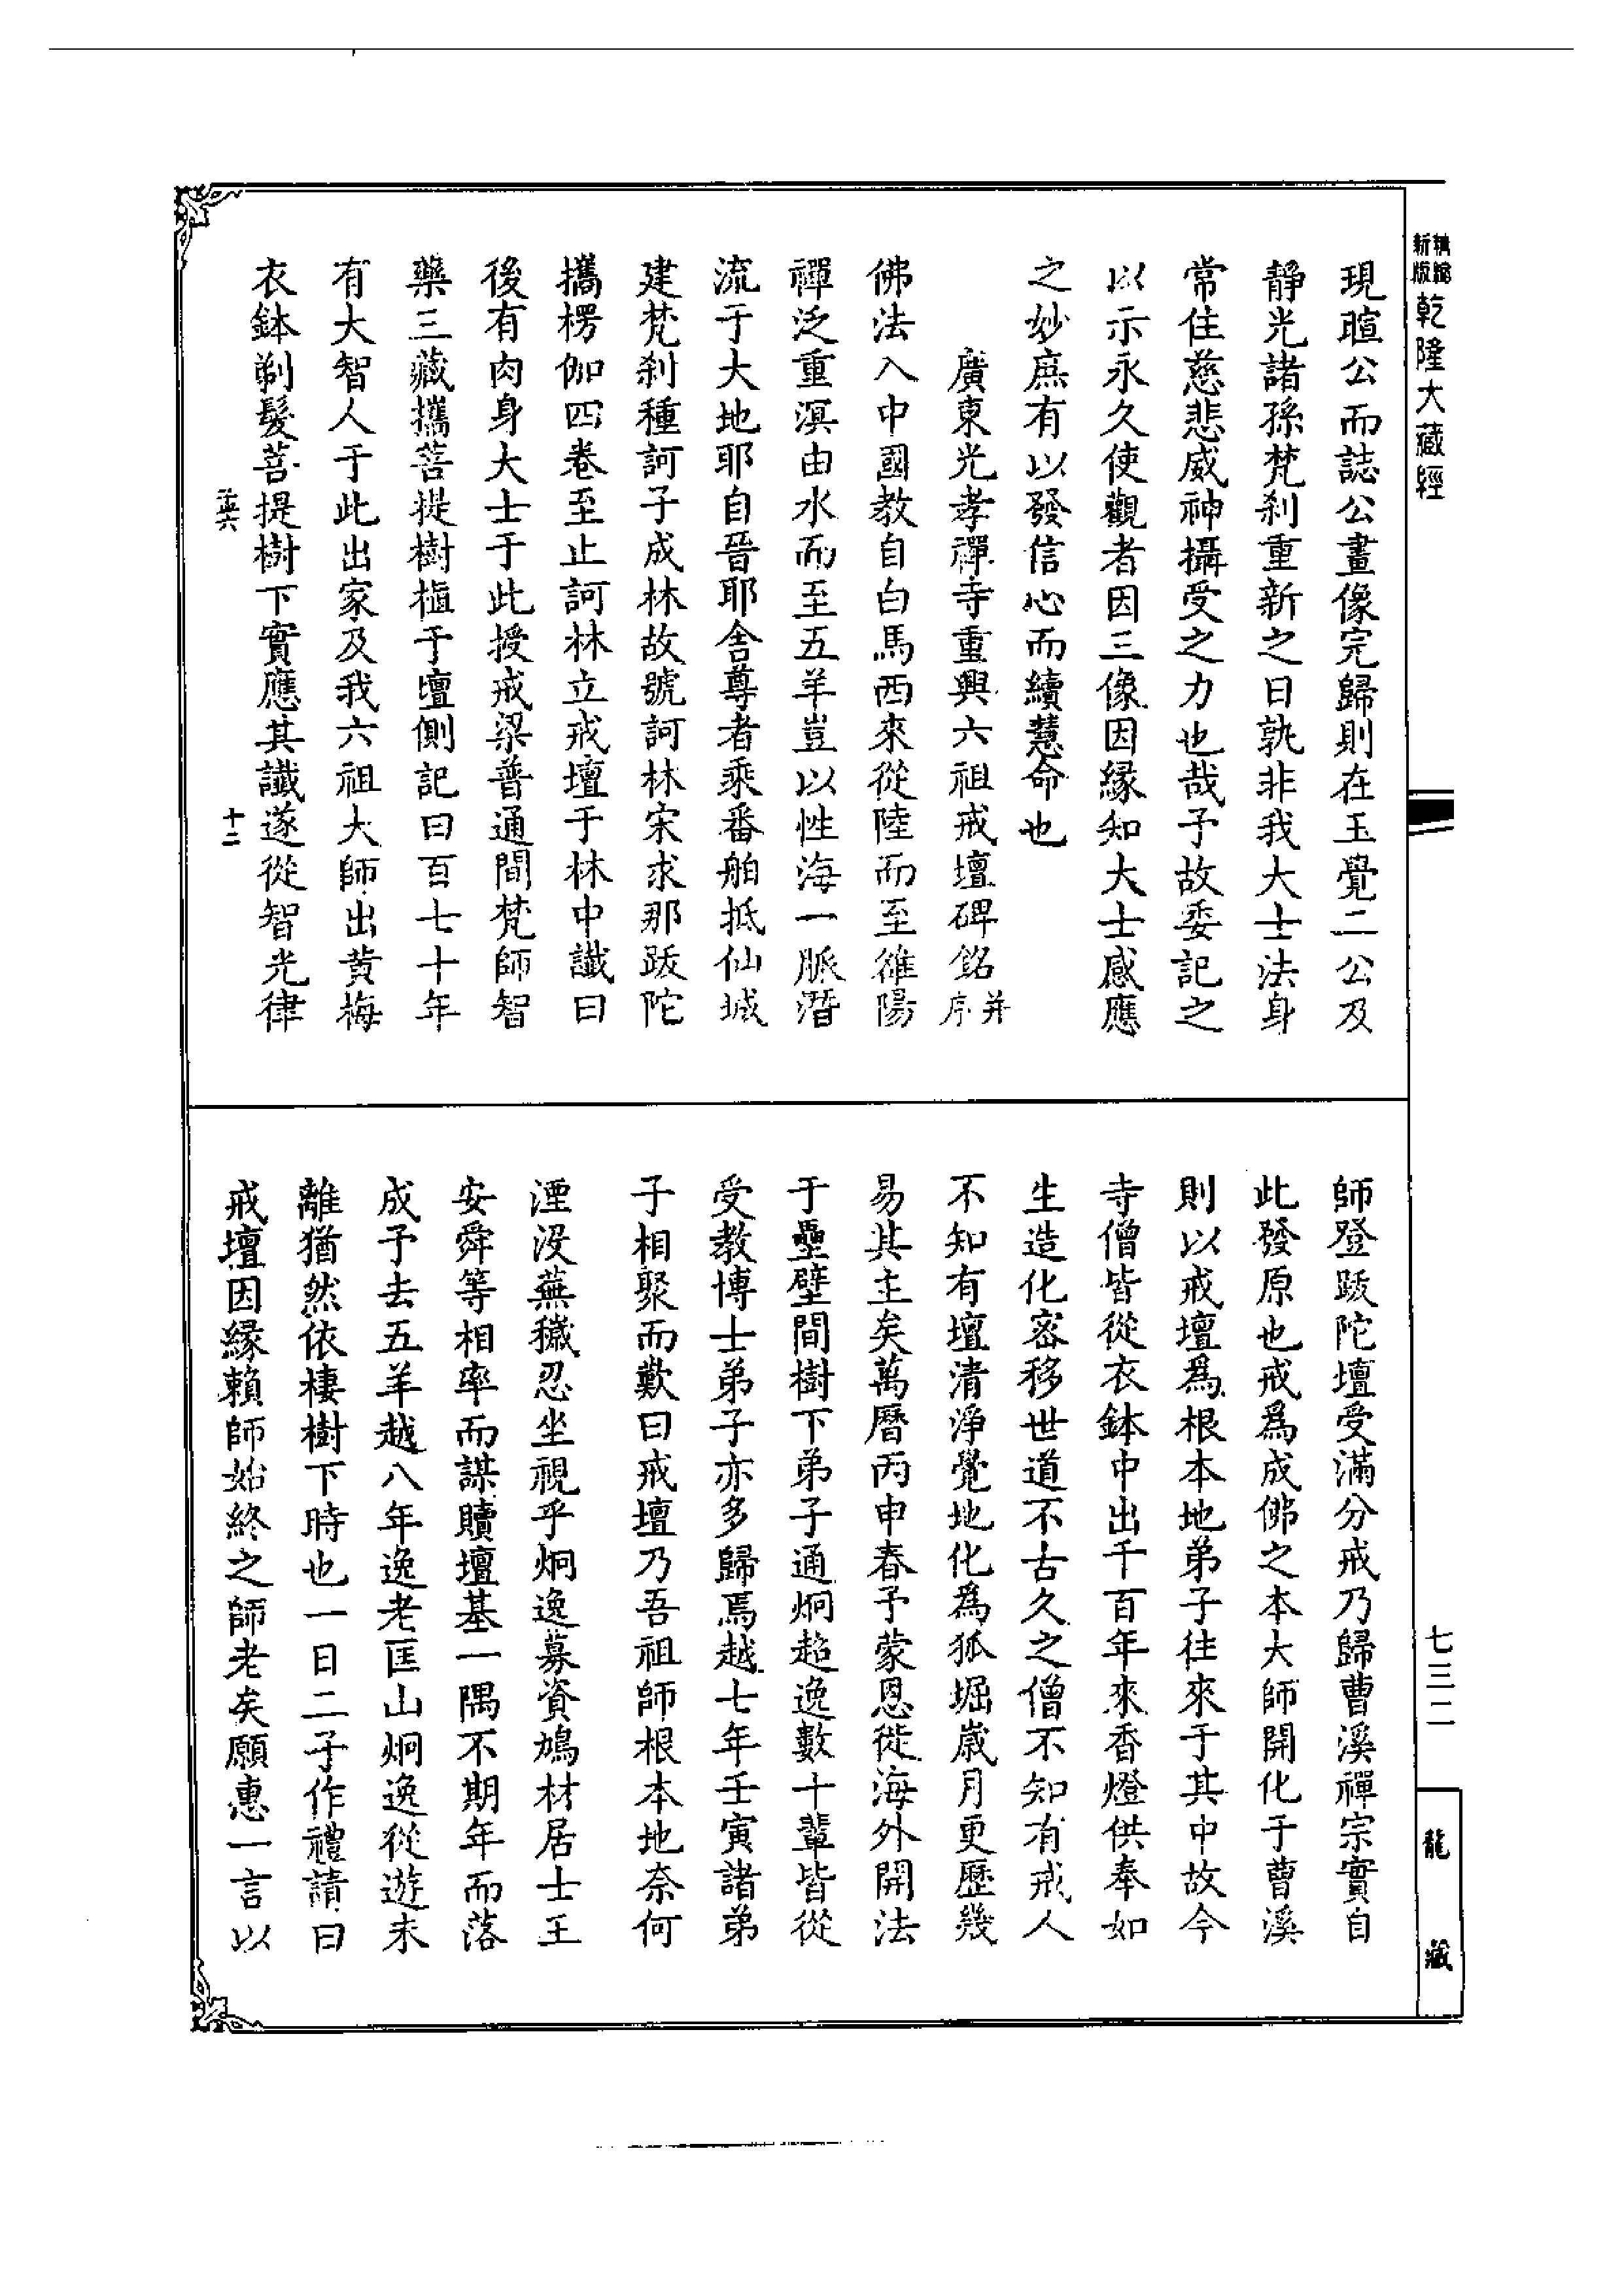 精縮新版乾隆大藏經
現暄公而誌公畫像完歸則在玉覺二公及
靜光諸孫梵刹重新之日孰非我大士法身
常住慈悲威神攝受之力也哉予故委記之
以示永久使觀者因三像因緣知大士感應
之妙庶有以發信心而續慧命也
廣東光孝禪寺重興六祖戒壇碑銘并序
佛法入中國教自白馬西來從陸而至雒陽
禪泛重溟由水而至五羊豈以性海一脈潛
流于大地耶自晉耶舍尊者乘番舶抵仙城
建梵刹種訶子成林故號訶林宋求那跋陀
攜楞伽四卷至止訶林立戒壇于林中讖曰
後有肉身大士于此授戒梁普通間梵師智
藥三藏攜菩提樹植于壇側記曰百七十年
有大智人于此出家及我六祖大師出黃梅
衣鉢剃髮菩提樹下實應其讖遂從智光律
十二
師登跋陀壇受滿分戒乃歸曹溪禪宗實自
此發原也戒爲成佛之本大師開化于曹溪
則以戒壇爲根本地弟子往來于其中故今
寺僧皆從衣鉢中出千百年來香燈供奉如
生造化密移世道不古久之僧不知有戒人
不知有壇清淨覺地化爲狐堀歲月更歷幾
易其主矣萬曆丙申春予蒙恩徙海外開法
于壘壁間樹下弟子通炯超逸數十輩皆從
受教博士弟子亦多歸焉越七年壬寅諸弟
子相聚而歎曰戒壇乃吾祖師根本地奈何
湮沒蕪穢忍坐視乎炯逸募資鳩材居士王
安舜等相率而謀贖壇基一隅不期年而落
成予去五羊越八年逸老匡山炯逸從遊未
離猶然依棲樹下時也一日二子作禮請曰
戒壇因緣賴師始終之師老矣願惠一言以
七三二
龍藏